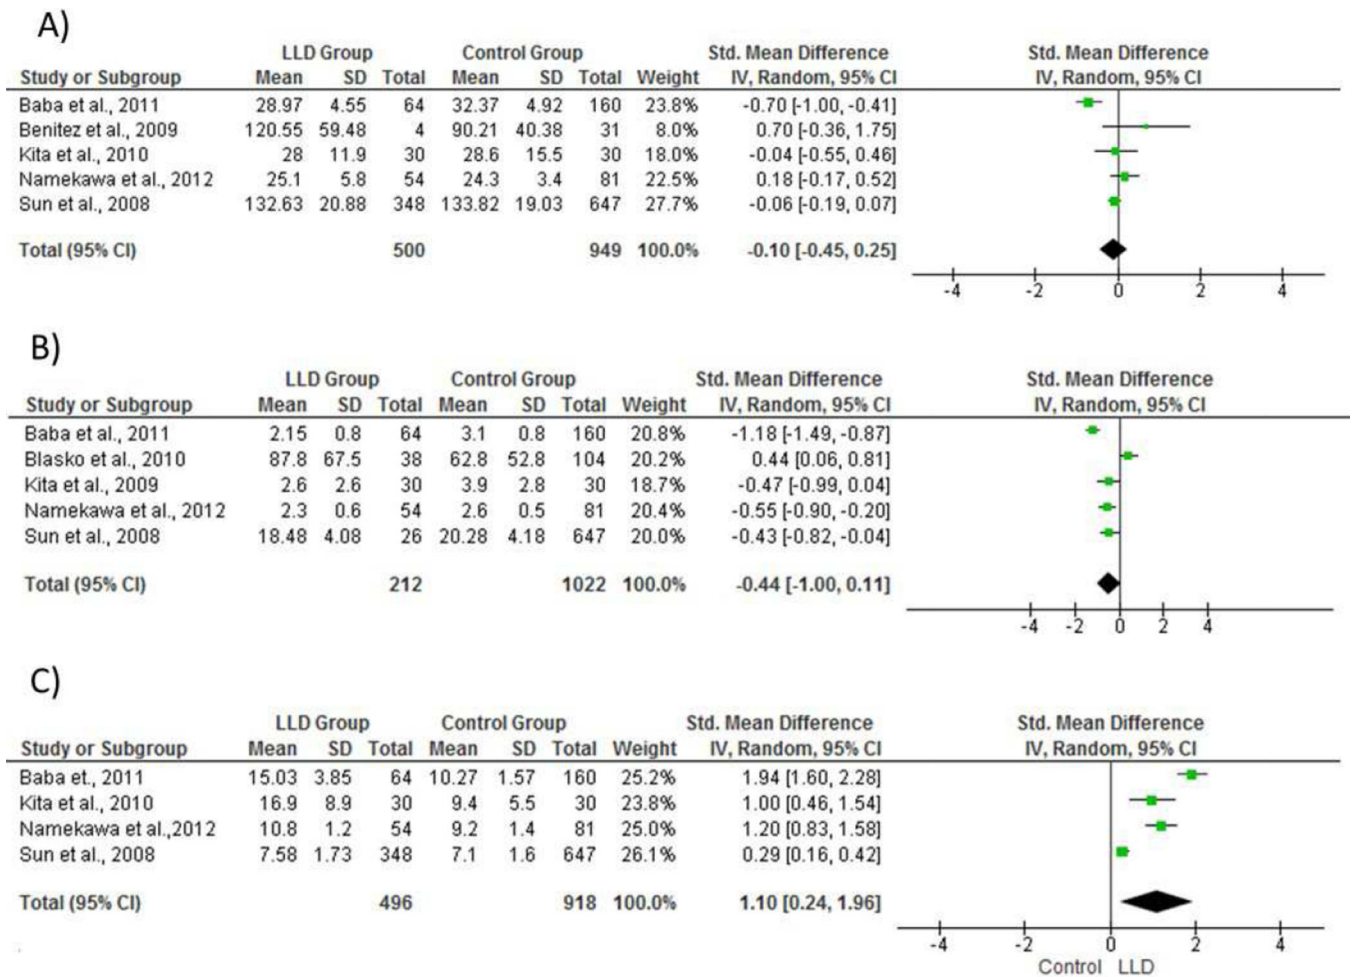 A)
LLD Group Control Group Std. Mean Difference Std. Mean Difference
Study or Subgroup Mean SD Total Mean SD Total Weight IV, Random, 95% CI IV, Random, 95% CI
Baba et al., 2011 28.97 4.55 64 32.37 4.92 160 23.8% -0.70 [-1.00, -0.41]
Benitez et al., 2009 120.55 59.48 4 90.21 40.38 31 8.0% 0.70 [-0.36, 1.75]
Kita et al., 2010 28 11.9 30 28.6 15.5 30 18.0% -0.04 [-0.55, 0.46]
Namekawa et al., 2012 25.1 5.8 54 24.3 3.4 81 22.5% 0.18 [-0.17, 0.52]
Sun et al., 2008 132.63 20.88 348 133.82 19.03 647 27.7% -0.06 [-0.19, 0.07]
Total (95% CI) 500 949 100.0% -0.10 [-0.45, 0.25]
-4 -2 0 2 4
B)
LLD Group Control Group Std. Mean Difference Std. Mean Difference
Study or Subgroup Mean SD Total Mean SD Total Weight IV, Random, 95% CI IV, Random, 95% CI
Baba et al., 2011 2.15 0.8 64 3.1 0.8 160 20.8% -1.18 [-1.49, -0.87]
Blasko et al., 2010 87.8 67.5 38 62.8 52.8 104 20.2% 0.44 [0.06, 0.81]
Kita et al., 2009 2.6 2.6 30 3.9 2.8 30 18.7% -0.47 [-0.99, 0.04]
Namekawa et al., 2012 2.3 0.6 54 2.6 0.5 81 20.4% -0.55 [-0.90, -0.20]
Sun et al., 2008 18.48 4.08 26 20.28 4.18 647 20.0% -0.43 [-0.82, -0.04]
Total (95% CI) 212 1022 100.0% -0.44 [-1.00, 0.11]
-4 -2 0 2 4
C)
LLD Group Control Group Std. Mean Difference Std. Mean Difference
Study or Subgroup Mean SD Total Mean SD Total Weight IV, Random, 95% CI IV, Random, 95% CI
Baba et., 2011 15.03 3.85 64 10.27 1.57 160 25.2% 1.94 [1.60, 2.28]
Kita et al., 2010 16.9 8.9 30 9.4 5.5 30 23.8% 1.00 [0.46, 1.54]
Namekawa et al.,2012 10.8 1.2 54 9.2 1.4 81 25.0% 1.20 [0.83, 1.58]
Sun et al., 2008 7.58 1.73 348 7.1 1.6 647 26.1% 0.29 [0.16, 0.42]
Total (95% CI) 496 918 100.0% 1.10 [0.24, 1.96]
-4 -2 0 2 4
Control LLD